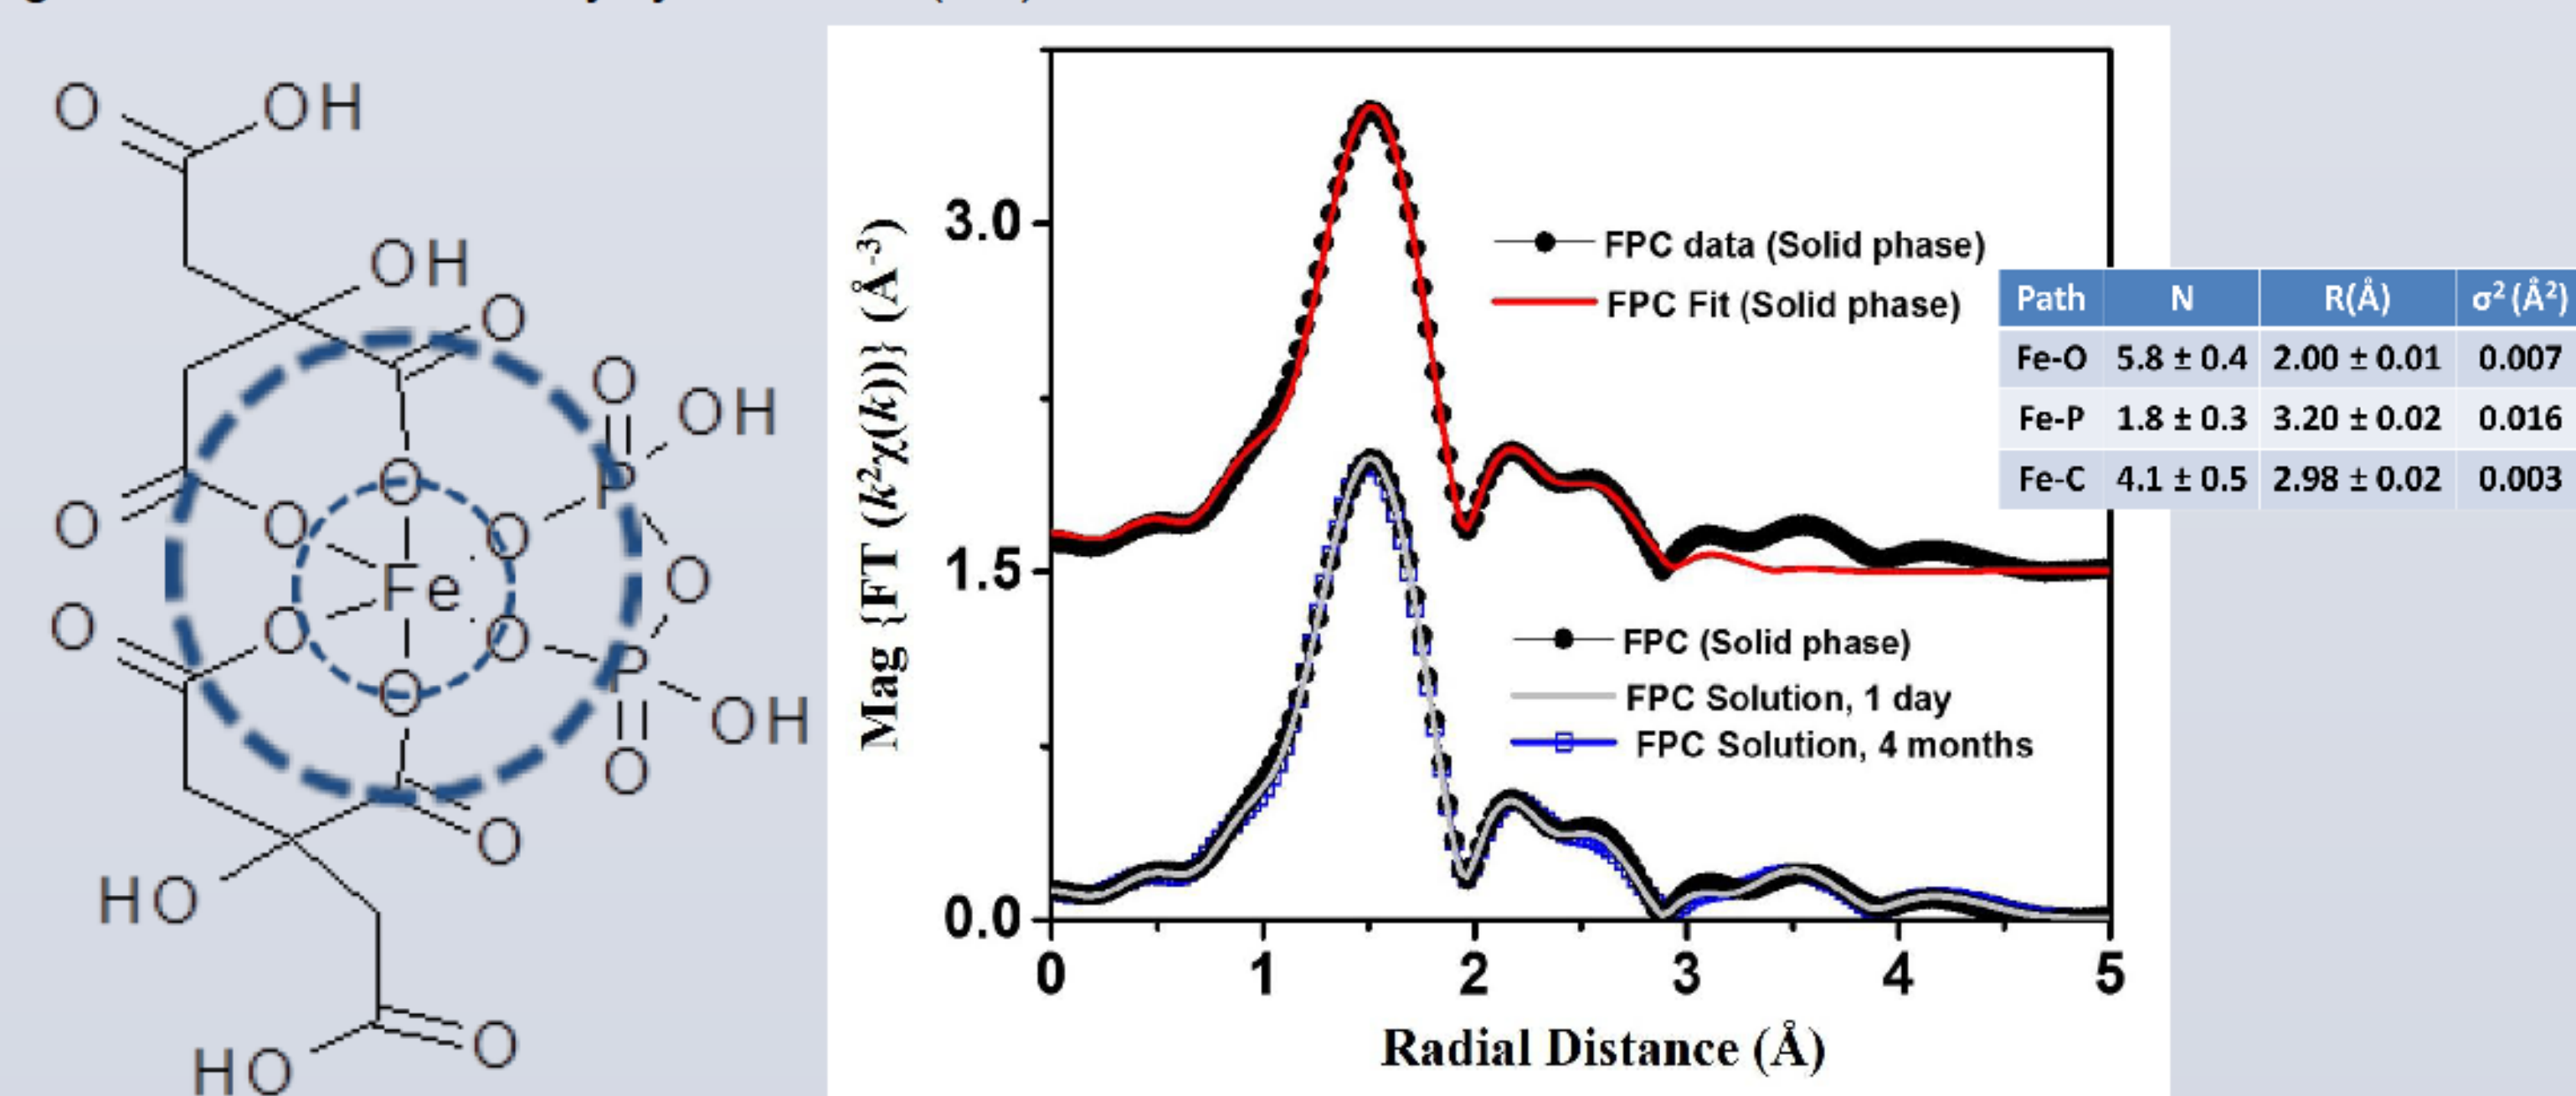 O
OH
OH
O
O
OH
P
O
O
O
O
O
Fe
O
O
O
O
P
O
OH
O
O
HO
O
HO
Mag {FT (k²χ(k))} (Å⁻³)
3.0
1.5
0.0
FPC data (Solid phase)
FPC Fit (Solid phase)
FPC (Solid phase)
FPC Solution, 1 day
FPC Solution, 4 months
0 1 2 3 4 5
Radial Distance (Å)
Path N R(Å) σ² (Å²)
Fe-O 5.8 ± 0.4 2.00 ± 0.01 0.007
Fe-P 1.8 ± 0.3 3.20 ± 0.02 0.016
Fe-C 4.1 ± 0.5 2.98 ± 0.02 0.003